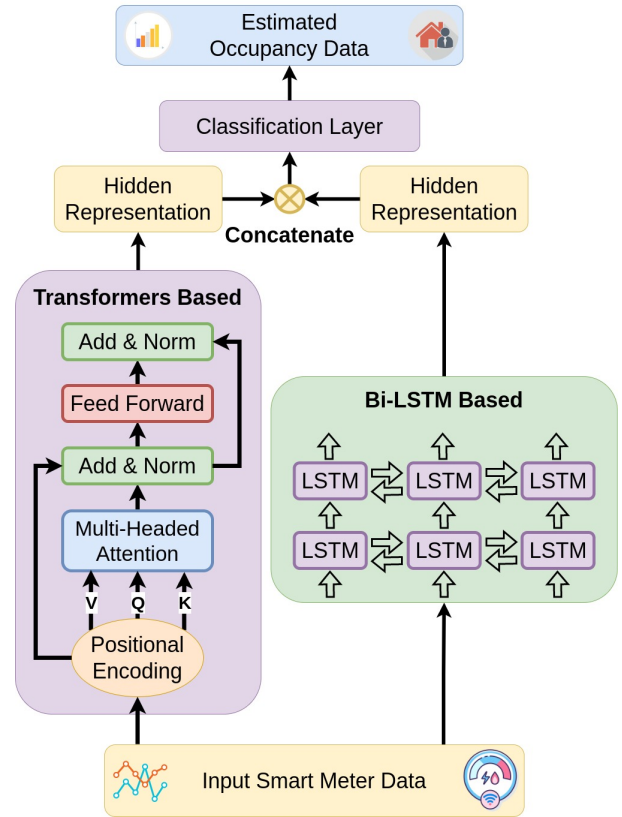 Estimated
Occupancy Data
Classification Layer
Hidden
Representation
Hidden
Representation
Concatenate
Transformers Based
Add & Norm
Feed Forward
Add & Norm
Multi-Headed
Attention
V Q K
Positional
Encoding
Bi-LSTM Based
LSTM LSTM LSTM
LSTM LSTM LSTM
Input Smart Meter Data